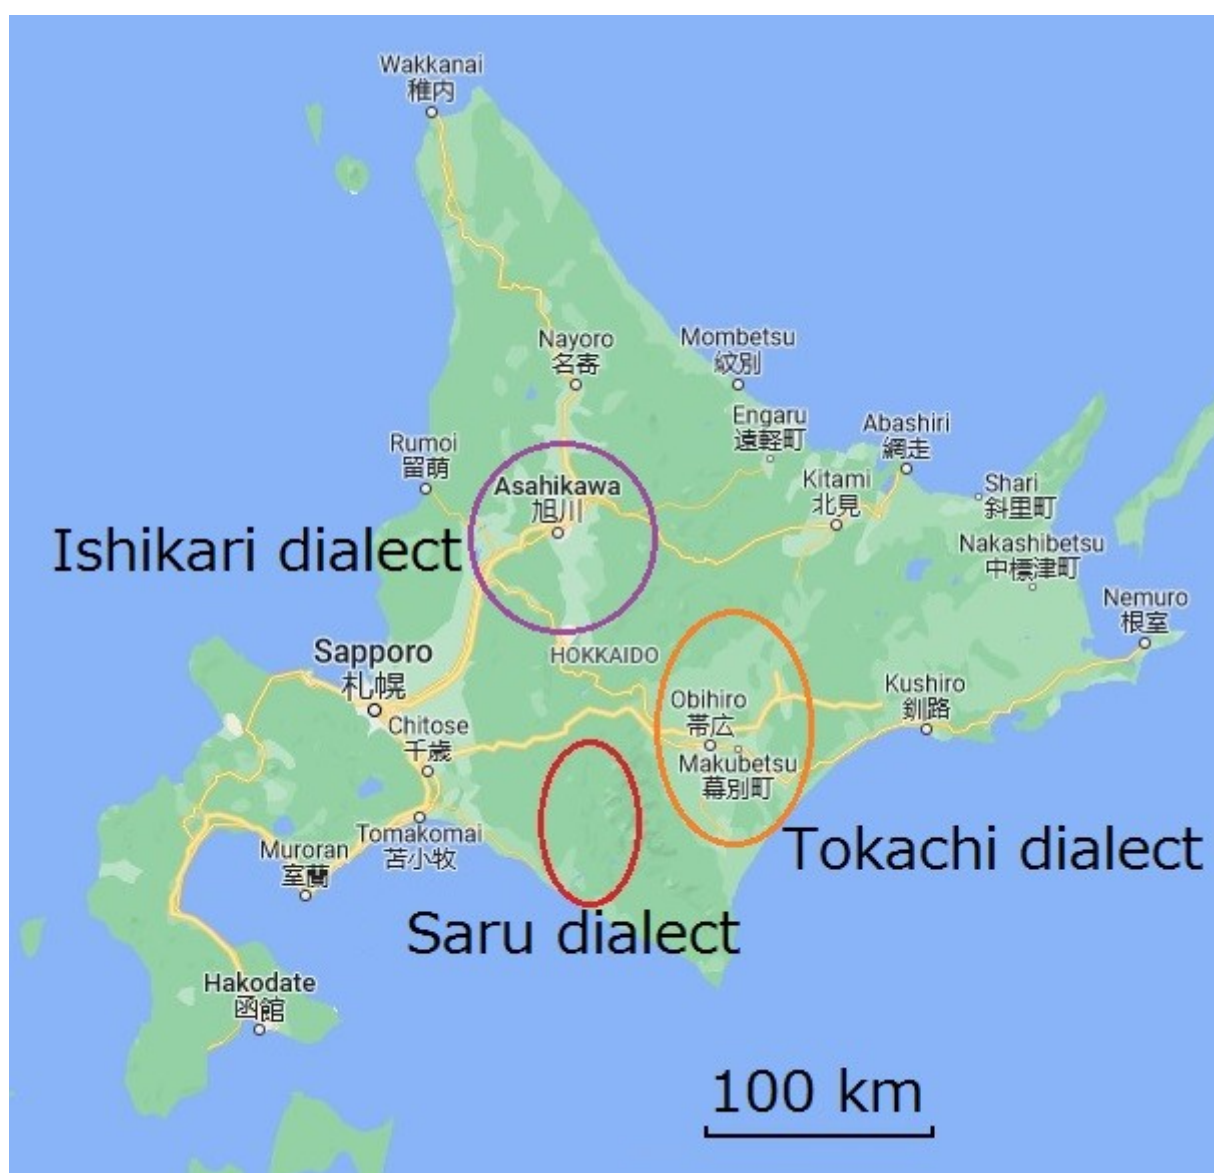 Wakkanai
稚内
Nayoro
名寄
Mombetsu
紋別
Engaru
遠軽町
Abashiri
網走
Rumoi
留萌
Asahikawa
旭川
Kitami
北見
Shari
斜里町
Ishikari dialect
Nakashibetsu
中標津町
Nemuro
根室
Sapporo
札幌
HOKKAIDO
Obihiro
帯広
Kushiro
釧路
Chitose
千歳
Makubetsu
幕別町
Tomakomai
苫小牧
Muroran
室蘭
Tokachi dialect
Saru dialect
Hakodate
函館
100 km